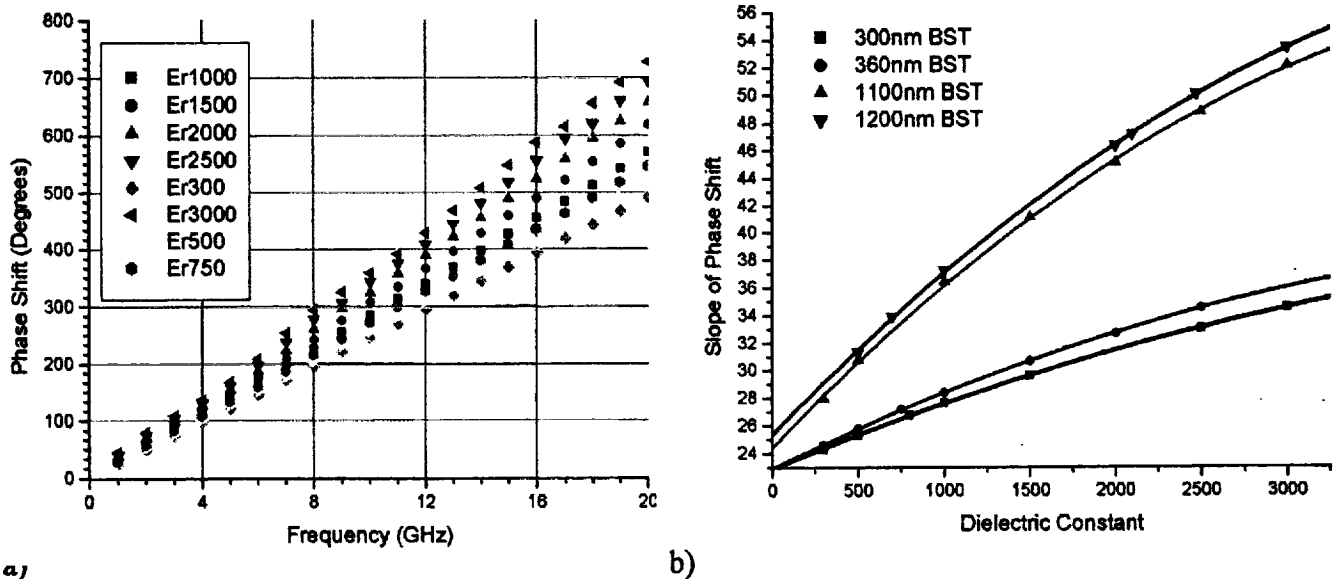 800
700
600
500
400
300
200
100
0
Phase Shift (Degrees)
Er1000
Er1500
Er2000
Er2500
Er300
Er3000
Er500
Er750
0
4
8
12
16
20
Frequency (GHz)
a)
56
54
52
50
48
46
44
42
40
38
36
34
32
30
28
26
24
Slope of Phase Shift
300nm BST
360nm BST
1100nm BST
1200nm BST
0
500
1000
1500
2000
2500
3000
Dielectric Constant
b)